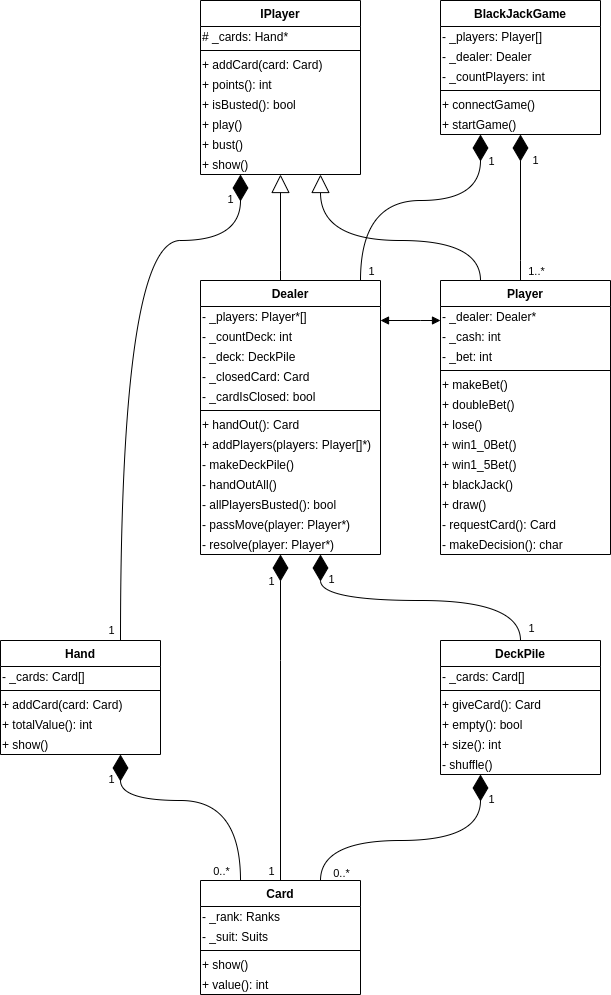 IPlayer
# _cards: Hand*
+ addCard(card: Card)
+ points(): int
+ isBusted(): bool
+ play()
+ bust()
+ show()
BlackJackGame
- _players: Player[]
- _dealer: Dealer
- _countPlayers: int
+ connectGame()
+ startGame()
1
1
1
1
1..*
Dealer
- _players: Player*[]
- _countDeck: int
- _deck: DeckPile
- _closedCard: Card
- _cardIsClosed: bool
+ handOut(): Card
+ addPlayers(players: Player[]*)
- makeDeckPile()
- handOutAll()
- allPlayersBusted(): bool
- passMove(player: Player*)
- resolve(player: Player*)
Player
- _dealer: Dealer*
- _cash: int
- _bet: int
+ makeBet()
+ doubleBet()
+ lose()
+ win1_0Bet()
+ win1_5Bet()
+ blackJack()
+ draw()
- requestCard(): Card
- makeDecision(): char
1
1
1
1
Hand
- _cards: Card[]
+ addCard(card: Card)
+ totalValue(): int
+ show()
DeckPile
- _cards: Card[]
+ giveCard(): Card
+ empty(): bool
+ size(): int
- shuffle()
1
1
0..*
1
0..*
Card
- _rank: Ranks
- _suit: Suits
+ show()
+ value(): int